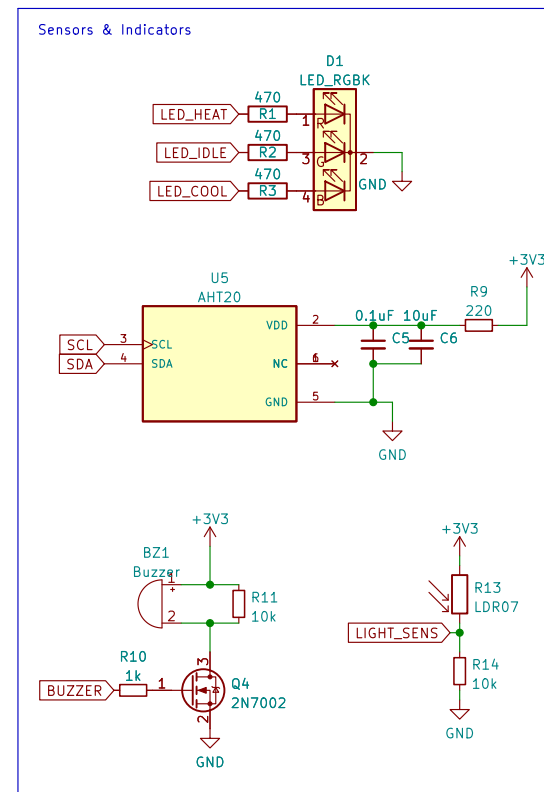 Sensors & Indicators
D1
LED_RGBK
LED_HEAT
470
R1
1
R
LED_IDLE
470
R2
3
G
2
GND
LED_COOL
470
R3
4
B
U5
AHT20
SCL
3
SCL
SDA
4
SDA
VDD
2
NC
GND
5
0.1uF
C5
10uF
C6
R9
220
+3V3
GND
+3V3
BZ1
Buzzer
1
+
2
R11
10k
BUZZER
R10
1k
1
3
2
Q4
2N7002
GND
+3V3
R13
LDR07
LIGHT_SENS
R14
10k
GND